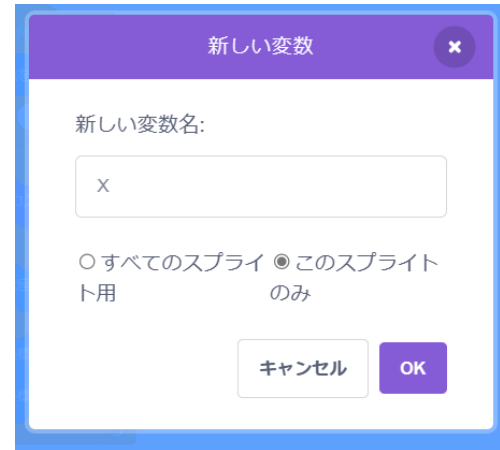 新しい変数
新しい変数名:
x
すべてのスプライ
ト用
このスプライト
のみ
キャンセル
OK